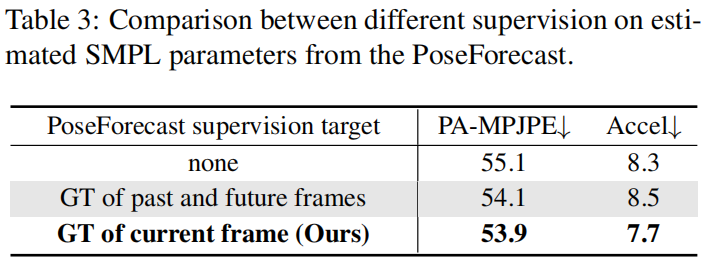 Table 3: Comparison between different supervision on esti-
mated SMPL parameters from the PoseForecast.
PoseForecast supervision target PA-MPJPE↓ Accel↓
none 55.1 8.3
GT of past and future frames 54.1 8.5
GT of current frame (Ours) 53.9 7.7